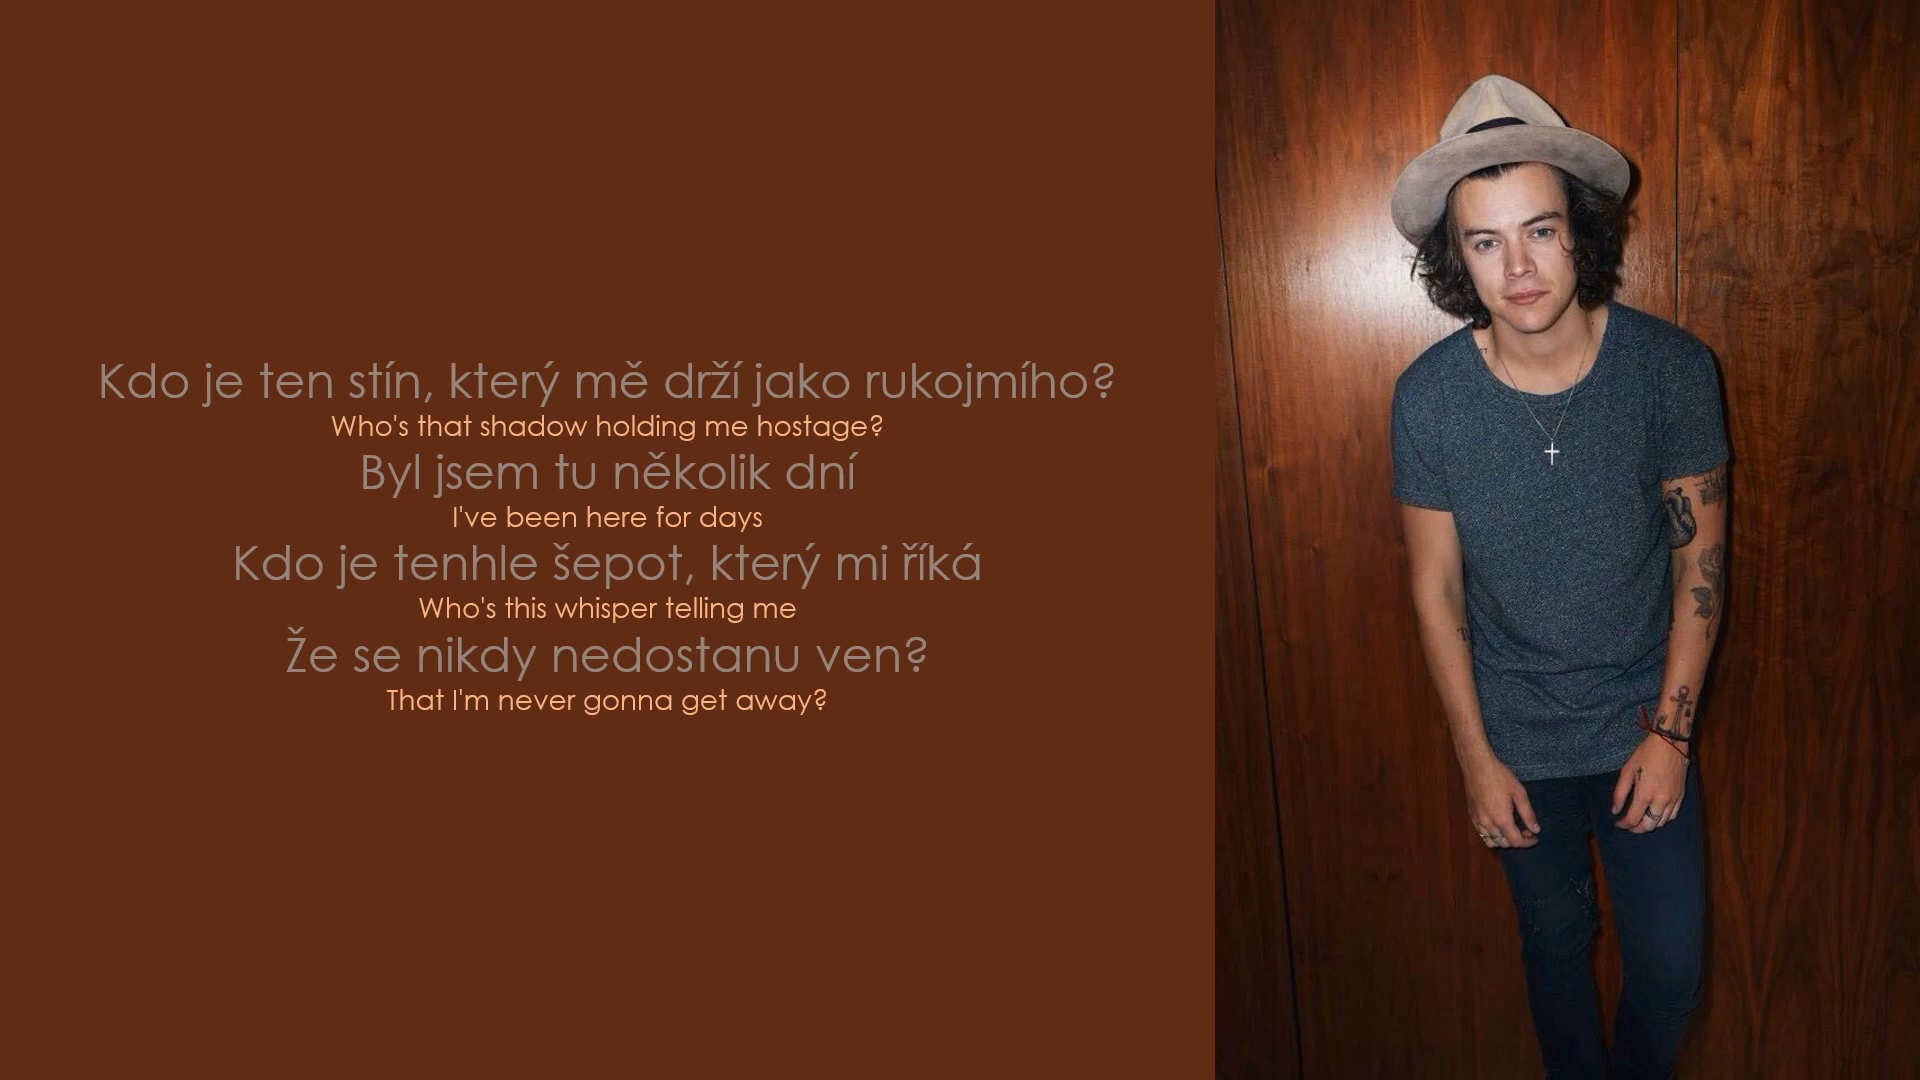 Kdo je ten stín, který mě drží jako rukojmího?
Who's that shadow holding me hostage?
Byl jsem tu několik dní
I've been here for days
Kdo je tenhle šepot, který mi říká
Who's this whisper telling me
Že se nikdy nedostanu ven?
That I'm never gonna get away?